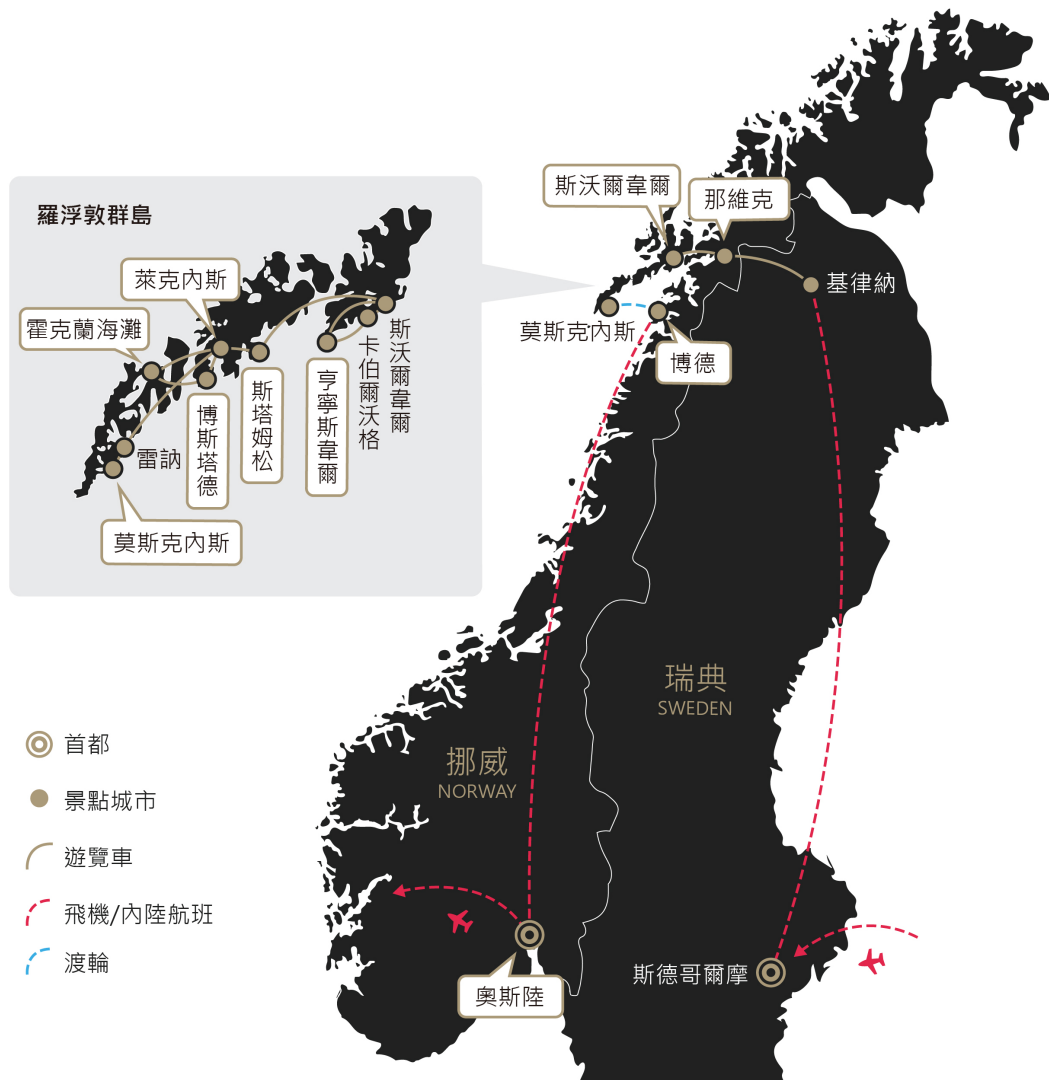 羅浮敦群島
萊克內斯
霍克蘭海灘
斯沃爾韋爾
卡伯爾沃格
亨寧斯韋爾
斯塔姆松
博斯塔德
雷訥
莫斯克內斯
斯沃爾韋爾
那維克
基律納
莫斯克內斯
博德
瑞典
SWEDEN
挪威
NORWAY
首都
景點城市
遊覽車
飛機/內陸航班
渡輪
斯德哥爾摩
奧斯陸